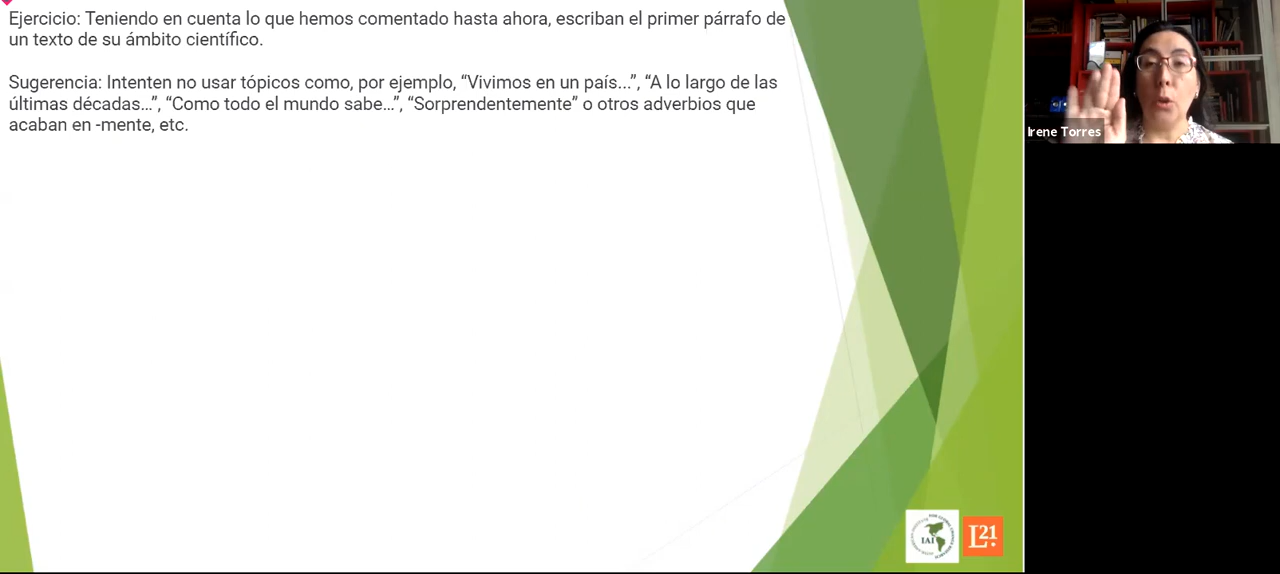 Ejercicio: Teniendo en cuenta lo que hemos comentado hasta ahora, escriban el primer párrafo de
un texto de su ámbito científico.
Sugerencia: Intenten no usar tópicos como, por ejemplo, “Vivimos en un país...”, “A lo largo de las
últimas décadas…”, “Como todo el mundo sabe…”, “Sorprendentemente” o otros adverbios que
acaban en -mente, etc.
Irene Torres
IAI
L21.